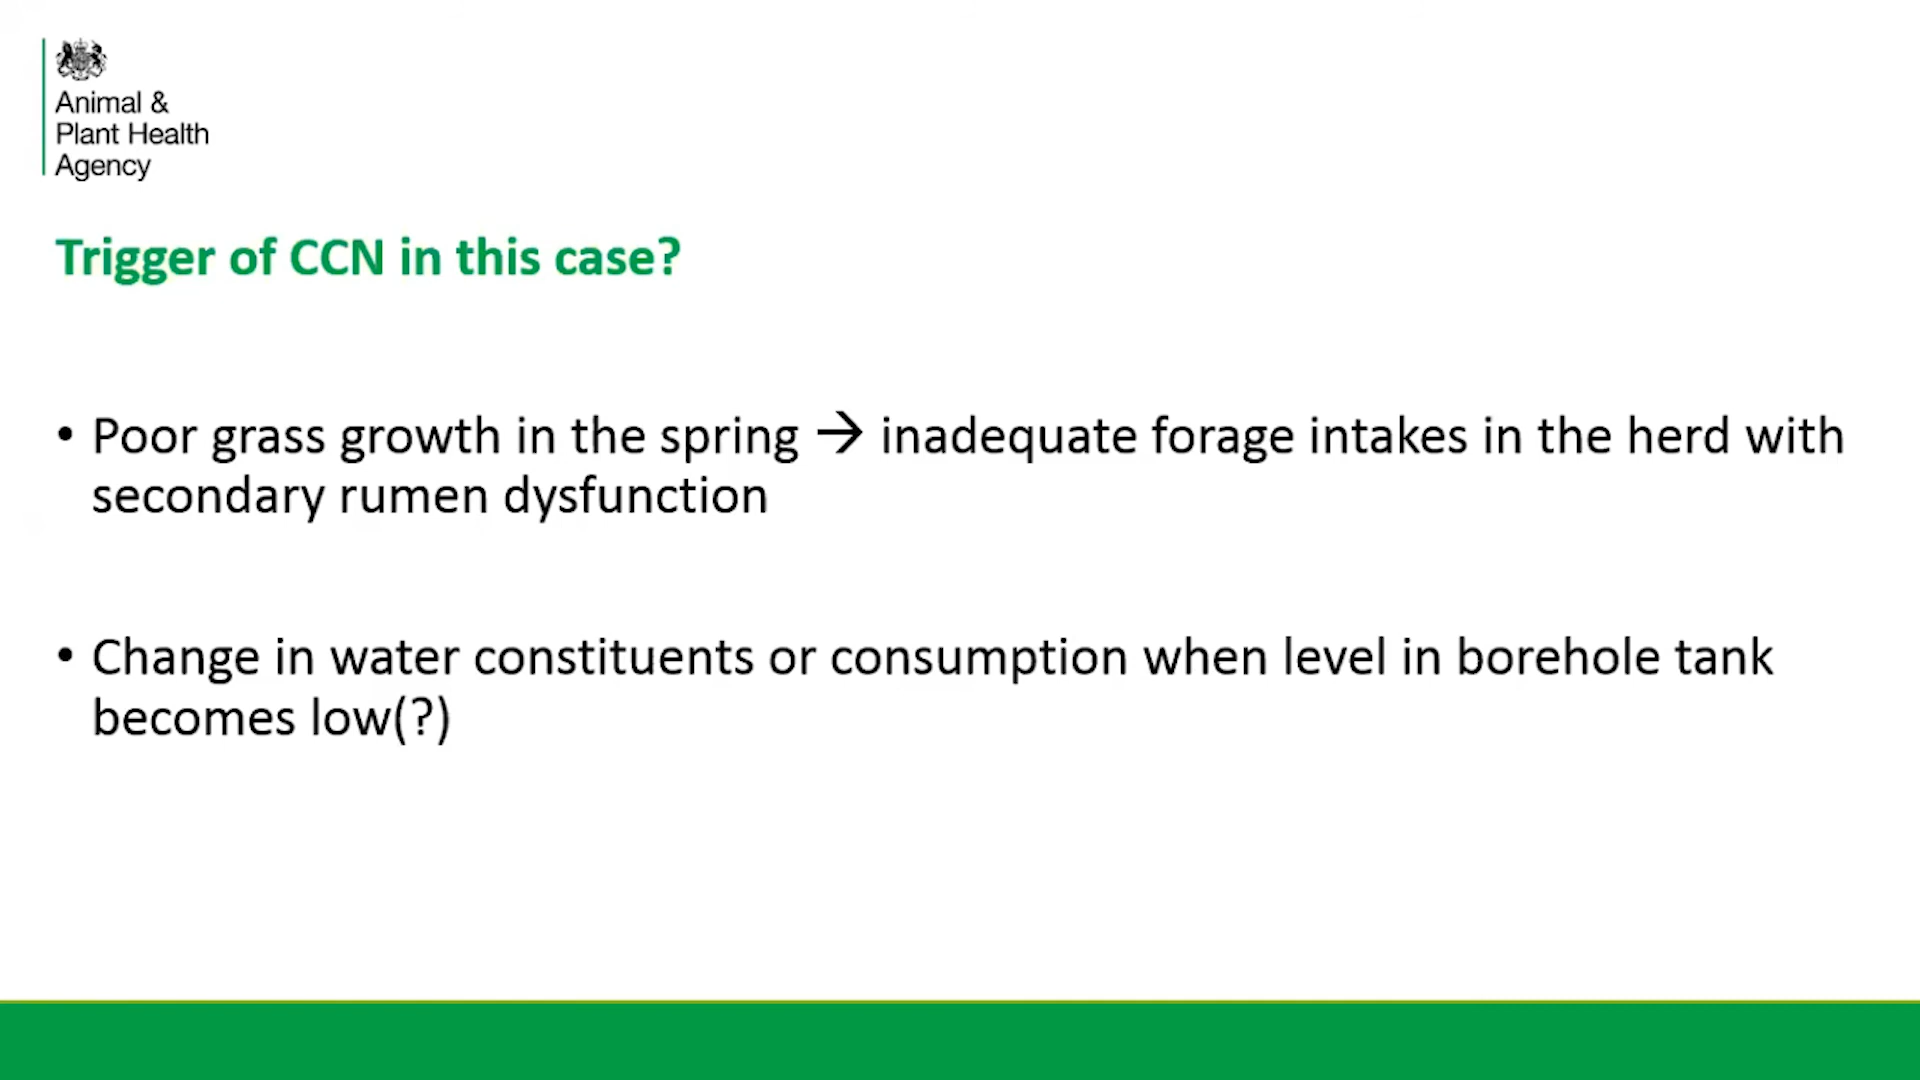 Animal &
Plant Health
Agency
Trigger of CCN in this case?
• Poor grass growth in the spring → inadequate forage intakes in the herd with
secondary rumen dysfunction
• Change in water constituents or consumption when level in borehole tank
becomes low(?)